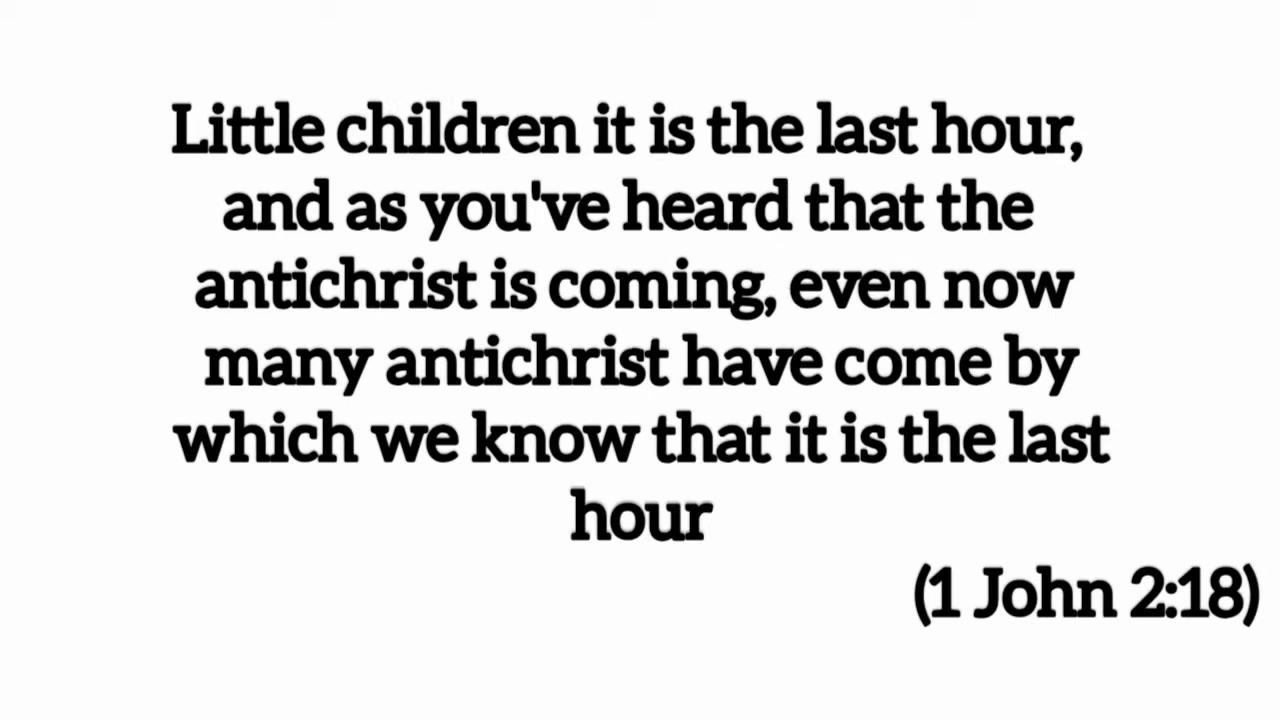 Little children it is the last hour,
and as you've heard that the
antichrist is coming, even now
many antichrist have come by
which we know that it is the last
hour
(1 John 2:18)